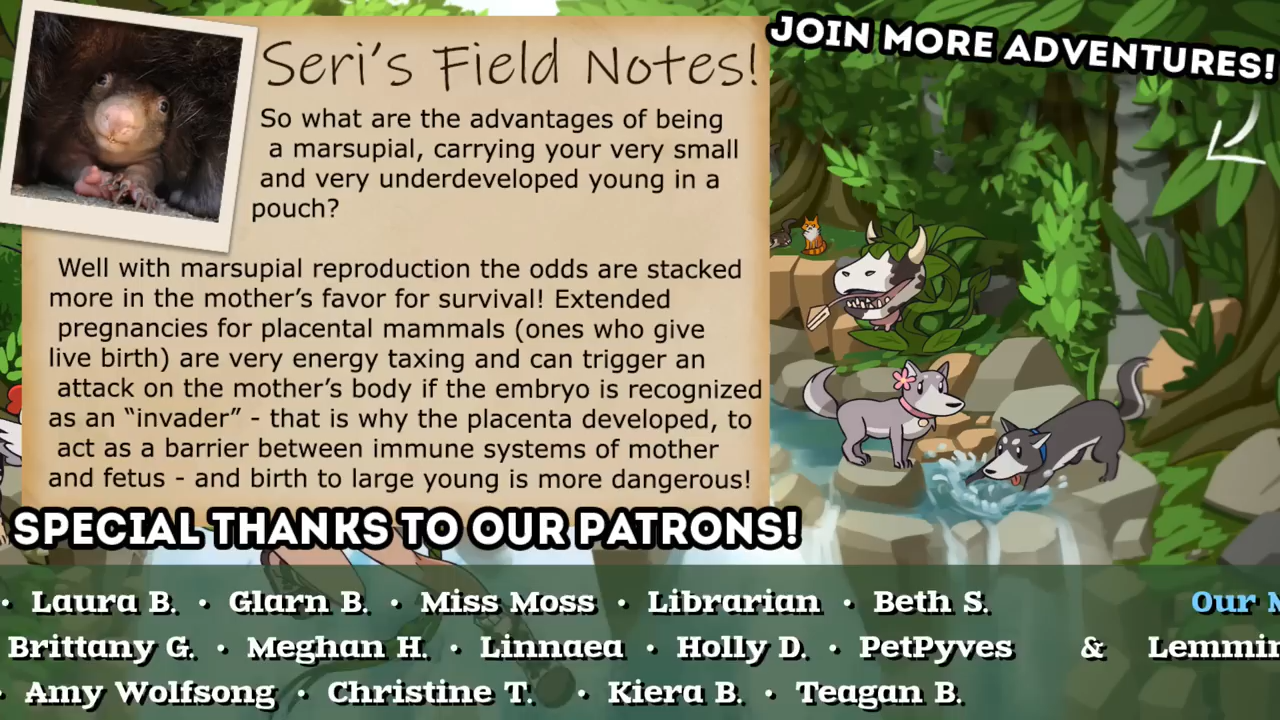 Seri's Field Notes!
JOIN MORE ADVENTURES!
So what are the advantages of being
a marsupial, carrying your very small
and very underdeveloped young in a
pouch?
Well with marsupial reproduction the odds are stacked
more in the mother's favor for survival! Extended
pregnancies for placental mammals (ones who give
live birth) are very energy taxing and can trigger an
attack on the mother's body if the embryo is recognized
as an “invader” - that is why the placenta developed, to
act as a barrier between immune systems of mother
and fetus - and birth to large young is more dangerous!
SPECIAL THANKS TO OUR PATRONS!
· Laura B. · Glarn B. · Miss Moss · Librarian · Beth S. Our
Brittany G. · Meghan H. · Linnaea · Holly D. · PetPyves & Lemmin
· Amy Wolfsong · Christine T. · Kiera B. · Teagan B.